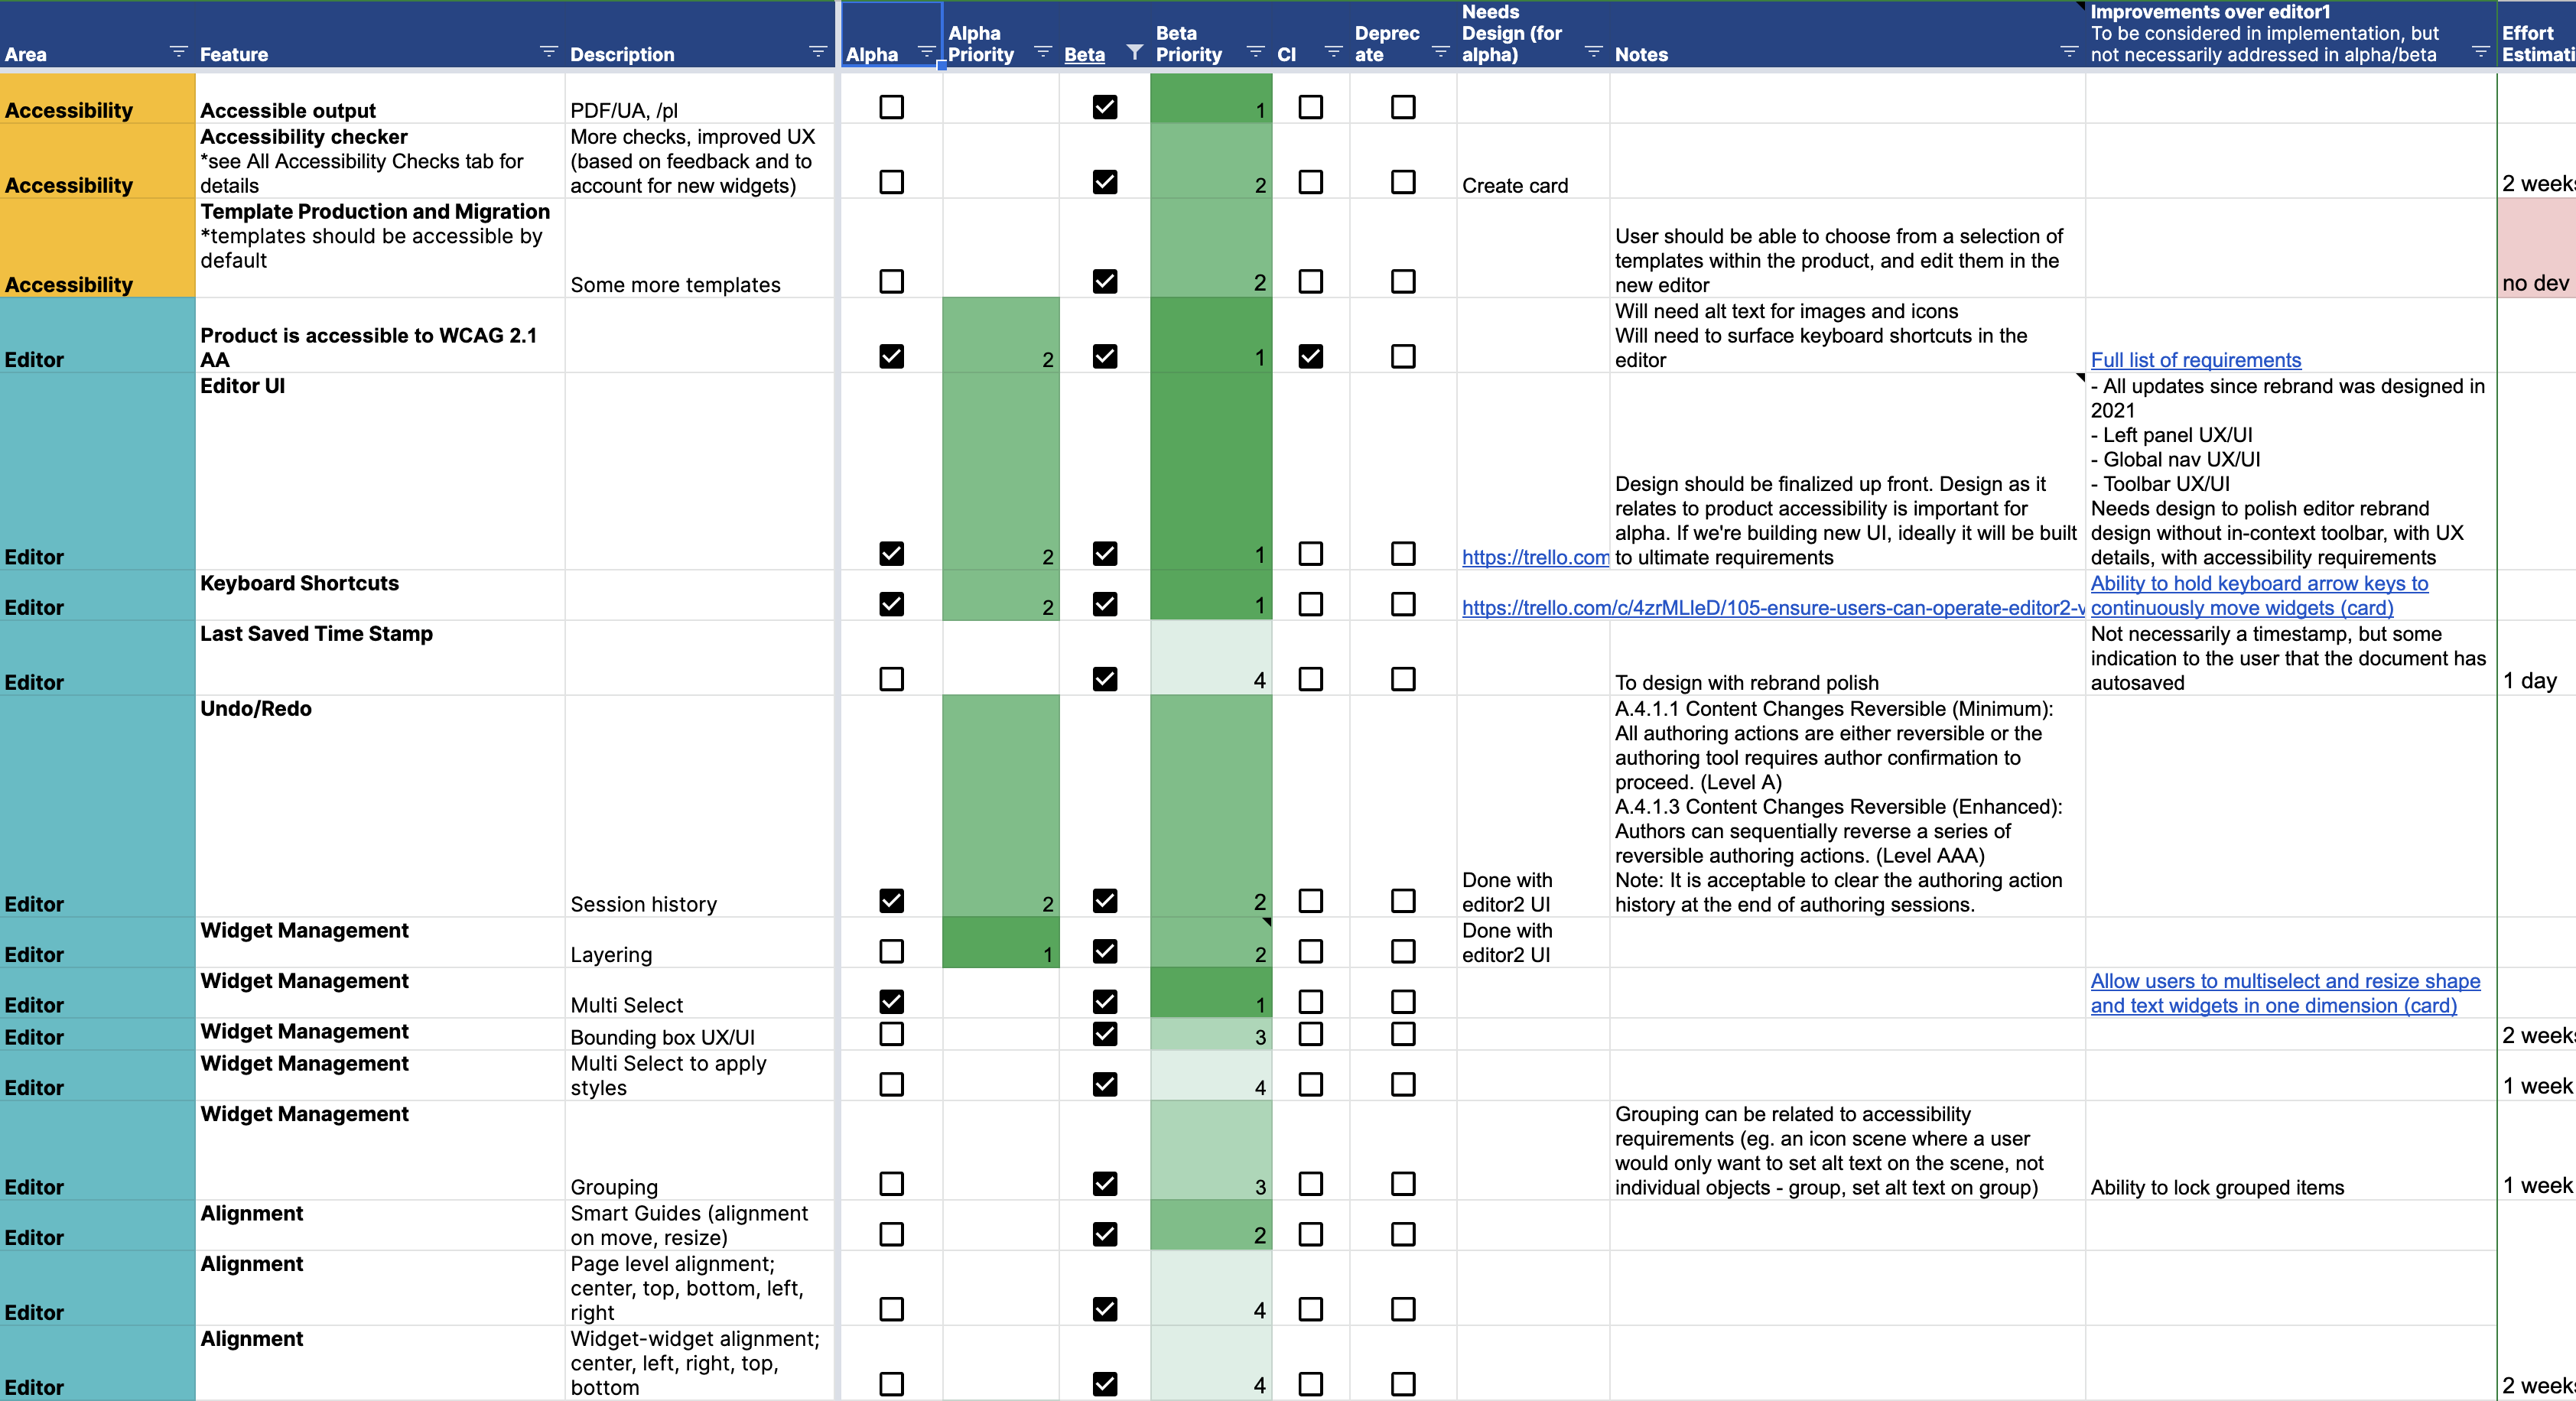 Area
Feature
Description
Alpha
Alpha
Priority
Beta
Beta
Priority
CI
Deprec
ate
Needs
Design (for
alpha)
Notes
Improvements over editor1
To be considered in implementation, but
not necessarily addressed in alpha/beta
Effort
Estimati
Accessibility
Accessible output
PDF/UA, /pl
1
Accessibility
Accessibility checker
*see All Accessibility Checks tab for
details
More checks, improved UX
(based on feedback and to
account for new widgets)
2
Create card
2 weeks
Accessibility
Template Production and Migration
*templates should be accessible by
default
Some more templates
2
User should be able to choose from a selection of
templates within the product, and edit them in the
new editor
no dev
Editor
Product is accessible to WCAG 2.1
AA
2
1
Will need alt text for images and icons
Will need to surface keyboard shortcuts in the
editor
Full list of requirements
Editor
Editor UI
2
1
https://trello.com
Design should be finalized up front. Design as it
relates to product accessibility is important for
alpha. If we're building new UI, ideally it will be built
to ultimate requirements
- All updates since rebrand was designed in
2021
- Left panel UX/UI
- Global nav UX/UI
- Toolbar UX/UI
Needs design to polish editor rebrand
design without in-context toolbar, with UX
details, with accessibility requirements
Editor
Keyboard Shortcuts
2
1
https://trello.com/c/4zrMLleD/105-ensure-users-can-operate-editor2-v
Ability to hold keyboard arrow keys to
continuously move widgets (card)
Editor
Last Saved Time Stamp
4
To design with rebrand polish
Not necessarily a timestamp, but some
indication to the user that the document has
autosaved
1 day
Editor
Undo/Redo
Session history
2
2
Done with
editor2 UI
A.4.1.1 Content Changes Reversible (Minimum):
All authoring actions are either reversible or the
authoring tool requires author confirmation to
proceed. (Level A)
A.4.1.3 Content Changes Reversible (Enhanced):
Authors can sequentially reverse a series of
reversible authoring actions. (Level AAA)
Note: It is acceptable to clear the authoring action
history at the end of authoring sessions.
Editor
Widget Management
Layering
1
2
Done with
editor2 UI
Editor
Widget Management
Multi Select
1
Allow users to multiselect and resize shape
and text widgets in one dimension (card)
Editor
Widget Management
Bounding box UX/UI
3
2 weeks
Editor
Widget Management
Multi Select to apply
styles
4
1 week
Editor
Widget Management
Grouping
3
Grouping can be related to accessibility
requirements (eg. an icon scene where a user
would only want to set alt text on the scene, not
individual objects - group, set alt text on group)
Ability to lock grouped items
1 week
Editor
Alignment
Smart Guides (alignment
on move, resize)
2
Editor
Alignment
Page level alignment;
center, top, bottom, left,
right
4
Editor
Alignment
Widget-widget alignment;
center, left, right, top,
bottom
4
2 weeks